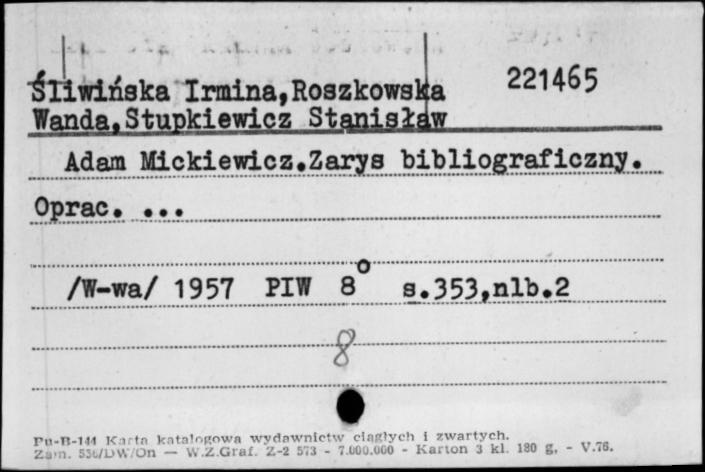 Śliwińska Irmina,Roszkowska 221465
Wanda,Stupkiewicz Stanisław
Adam Mickiewicz.Zarys bibliograficzny.
Oprac. ...
/W-wa/ 1957 PIW 8° s.353,nlb.2
8
Pu-B-144 Karta katalogowa wydawnictw ciągłych i zwartych.
Zam. 536/DW/On — W.Z.Graf. Z-2 573 - 7.000.000 - Karton 3 kl. 180 g. - V.76.